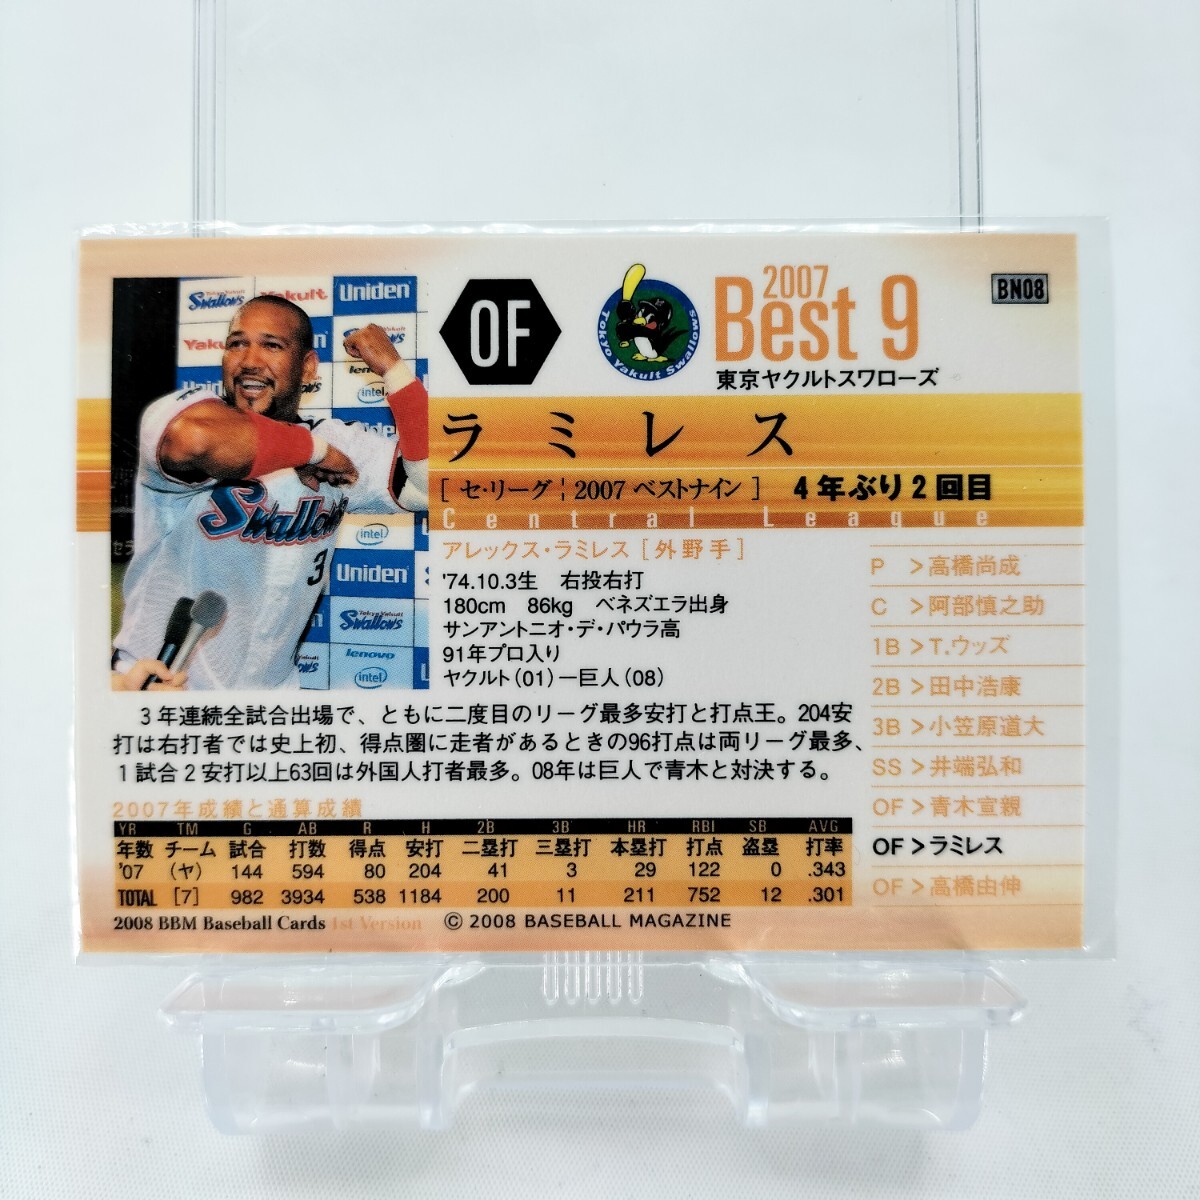 BN08
2007
Best 9
東京ヤクルトスワローズ
OF
Tokyo Yakult Swallows
Swallows
Yakult
Uniden
Swallows
3
Uniden
Tokyo Yakult
Swallows
lenovo
intel
intel
intel
ラミレス
[ セ・リーグ ¦ 2007 ベストナイン ] 4年ぶり2回目
Central League
アレックス・ラミレス [外野手]
'74.10.3生 右投右打
180cm 86kg ベネズエラ出身
サンアントニオ・デ・パウラ高
91年プロ入り
ヤクルト(01)ー巨人(08)
P >高橋尚成
C >阿部慎之助
1B >T.ウッズ
2B >田中浩康
3B >小笠原道大
SS >井端弘和
OF >青木宣親
OF >ラミレス
OF >高橋由伸
3年連続全試合出場で、ともに二度目のリーグ最多安打と打点王。204安
打は右打者では史上初、得点圏に走者があるときの96打点は両リーグ最多、
1試合2安打以上63回は外国人打者最多。08年は巨人で青木と対決する。
2007年成績と通算成績
YR TM G AB R H 2B 3B HR RBI SB AVG
年数 チーム 試合 打数 得点 安打 二塁打 三塁打 本塁打 打点 盗塁 打率
'07 (ヤ) 144 594 80 204 41 3 29 122 0 .343
TOTAL [7] 982 3934 538 1184 200 11 211 752 12 .301
2008 BBM Baseball Cards 1st Version © 2008 BASEBALL MAGAZINE